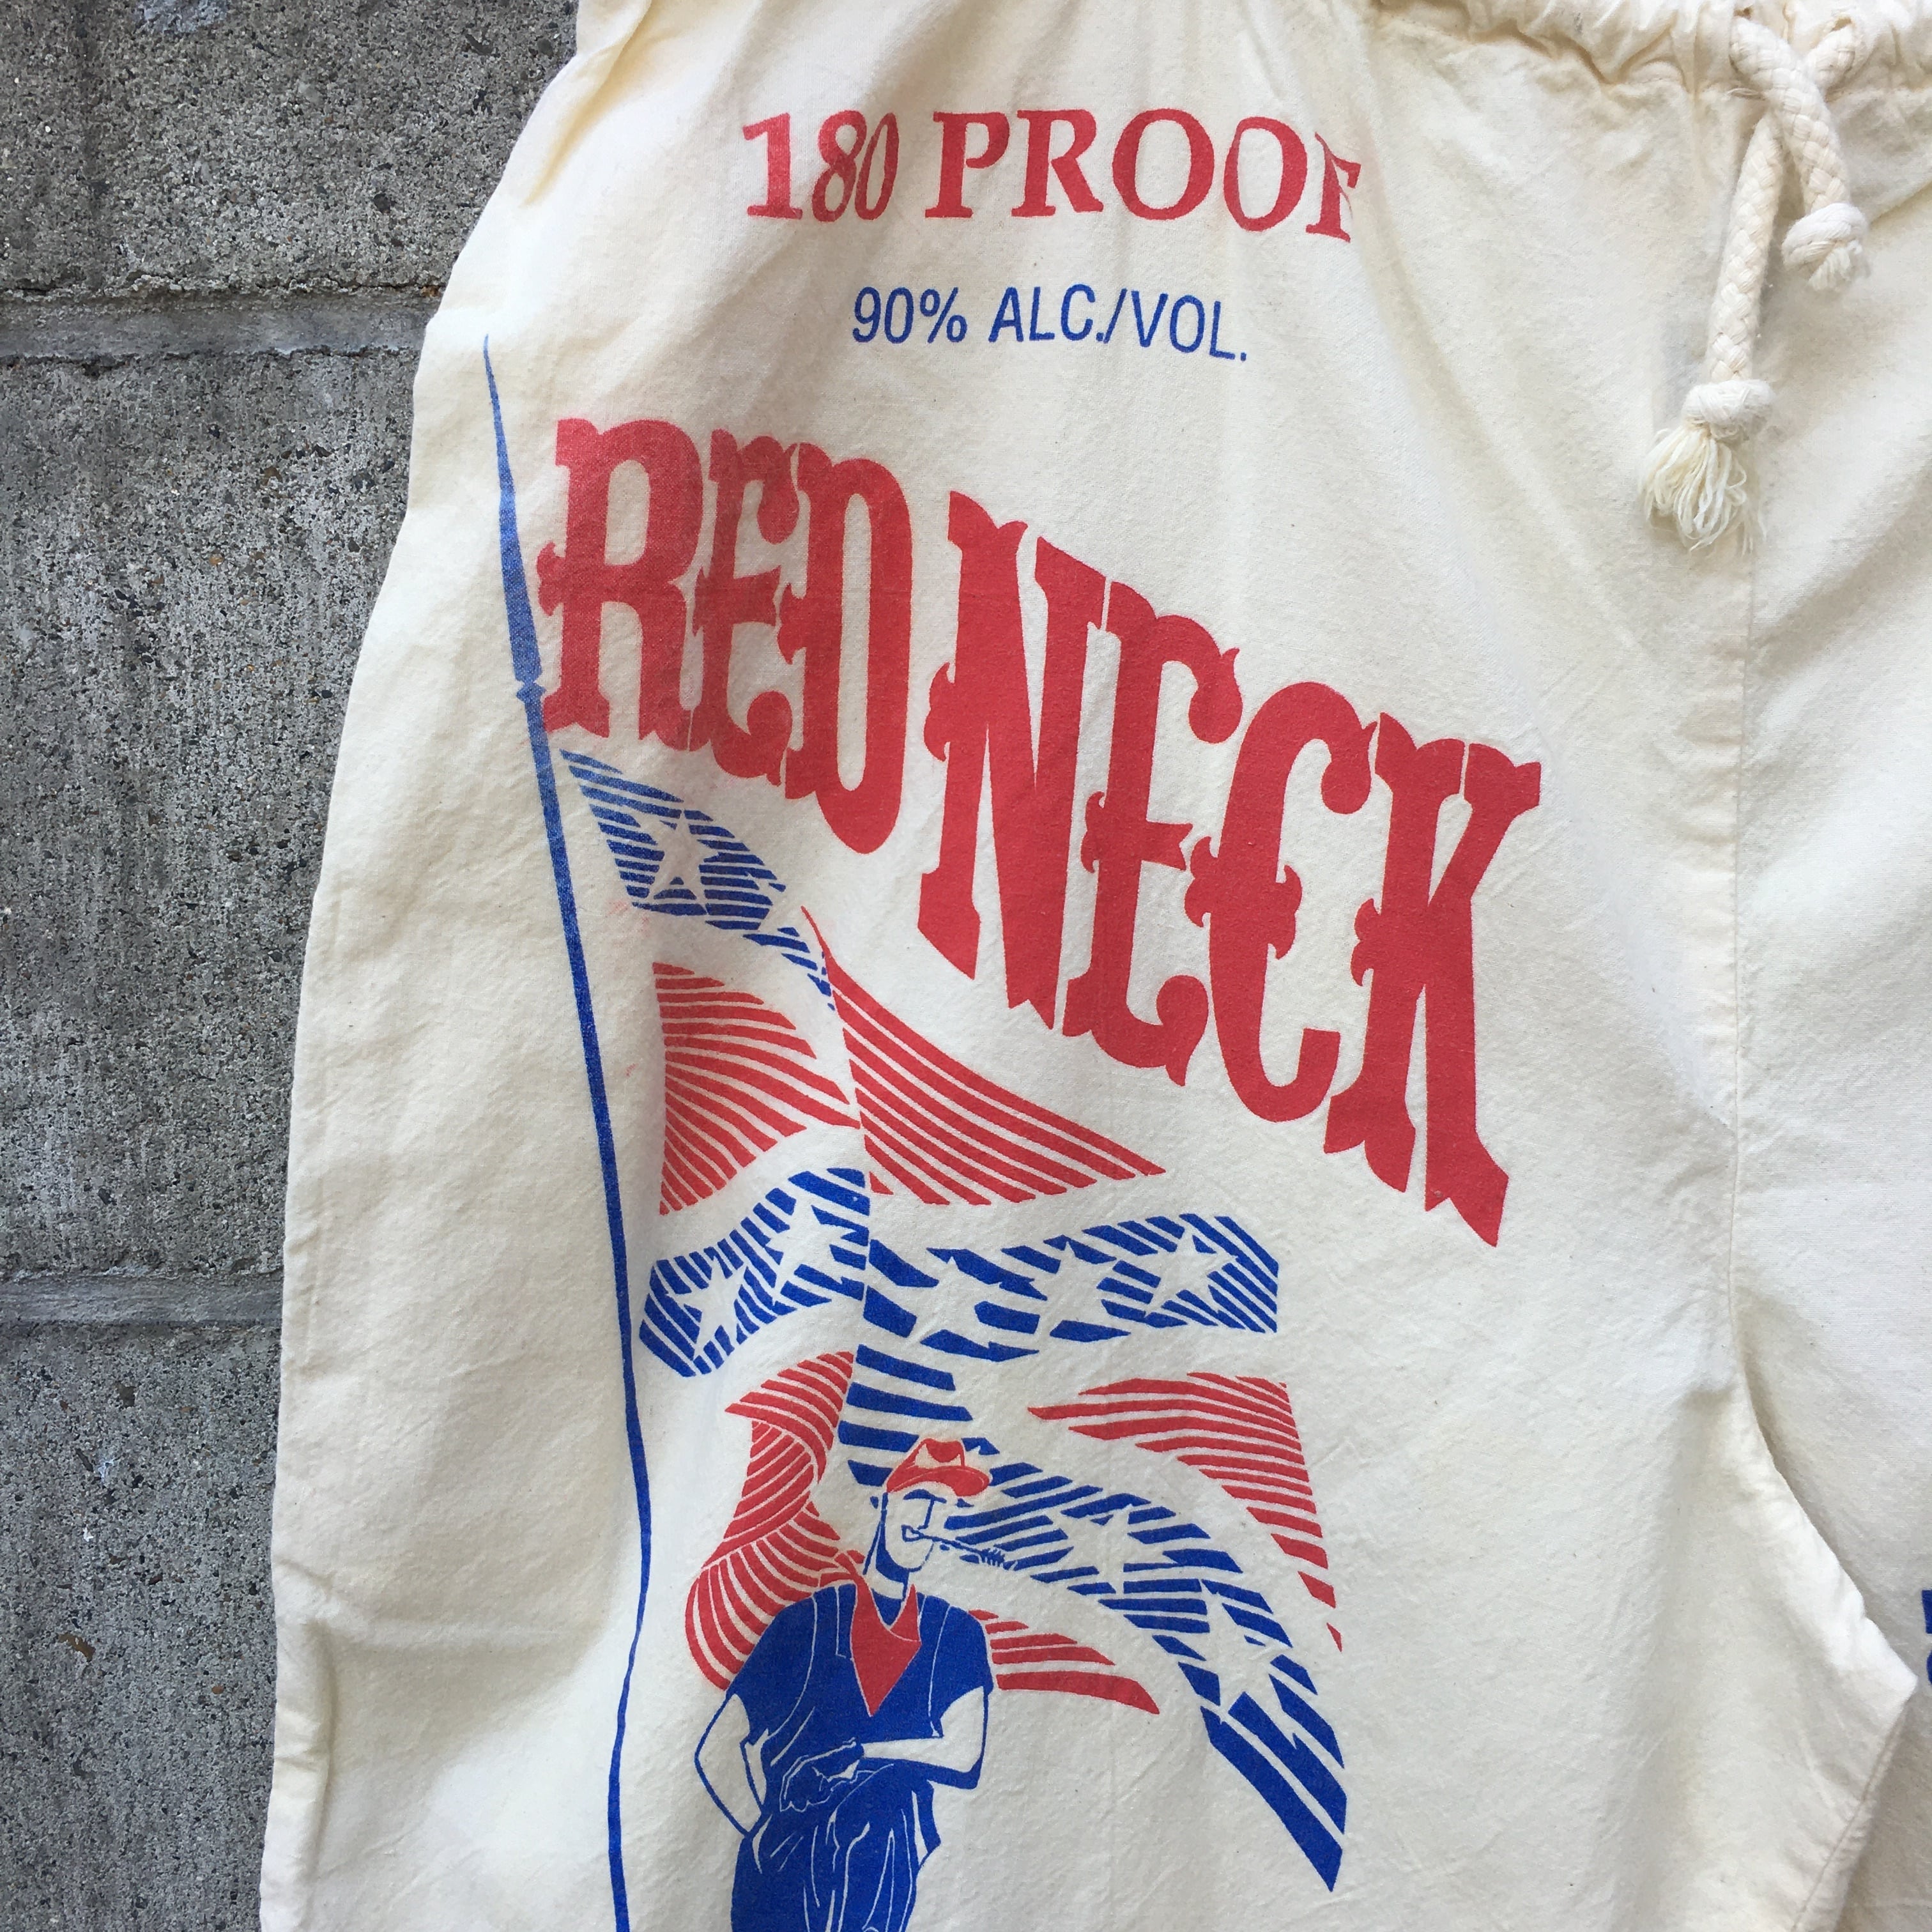 180 PROOF
90% ALC./VOL.
RED NECK